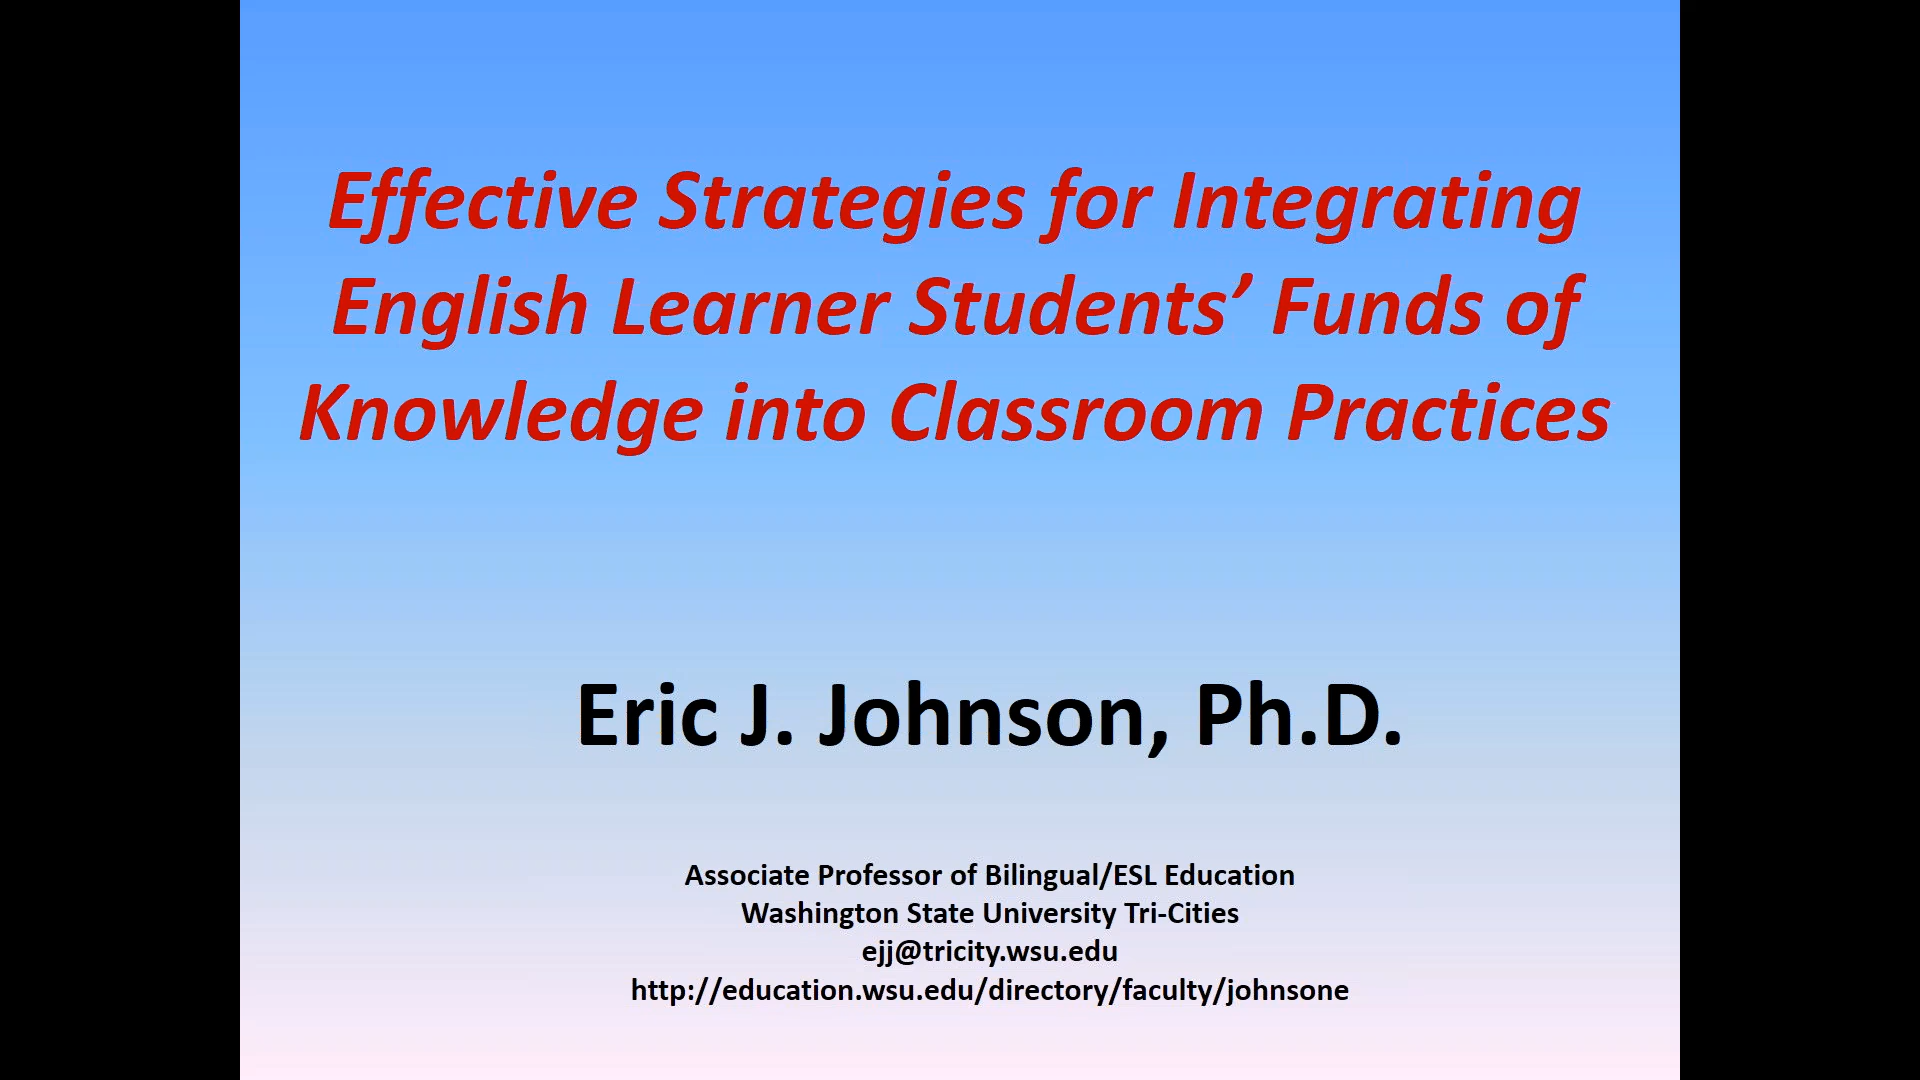 Effective Strategies for Integrating
English Learner Students’ Funds of
Knowledge into Classroom Practices
Eric J. Johnson, Ph.D.
Associate Professor of Bilingual/ESL Education
Washington State University Tri-Cities
ejj@tricity.wsu.edu
http://education.wsu.edu/directory/faculty/johnsone